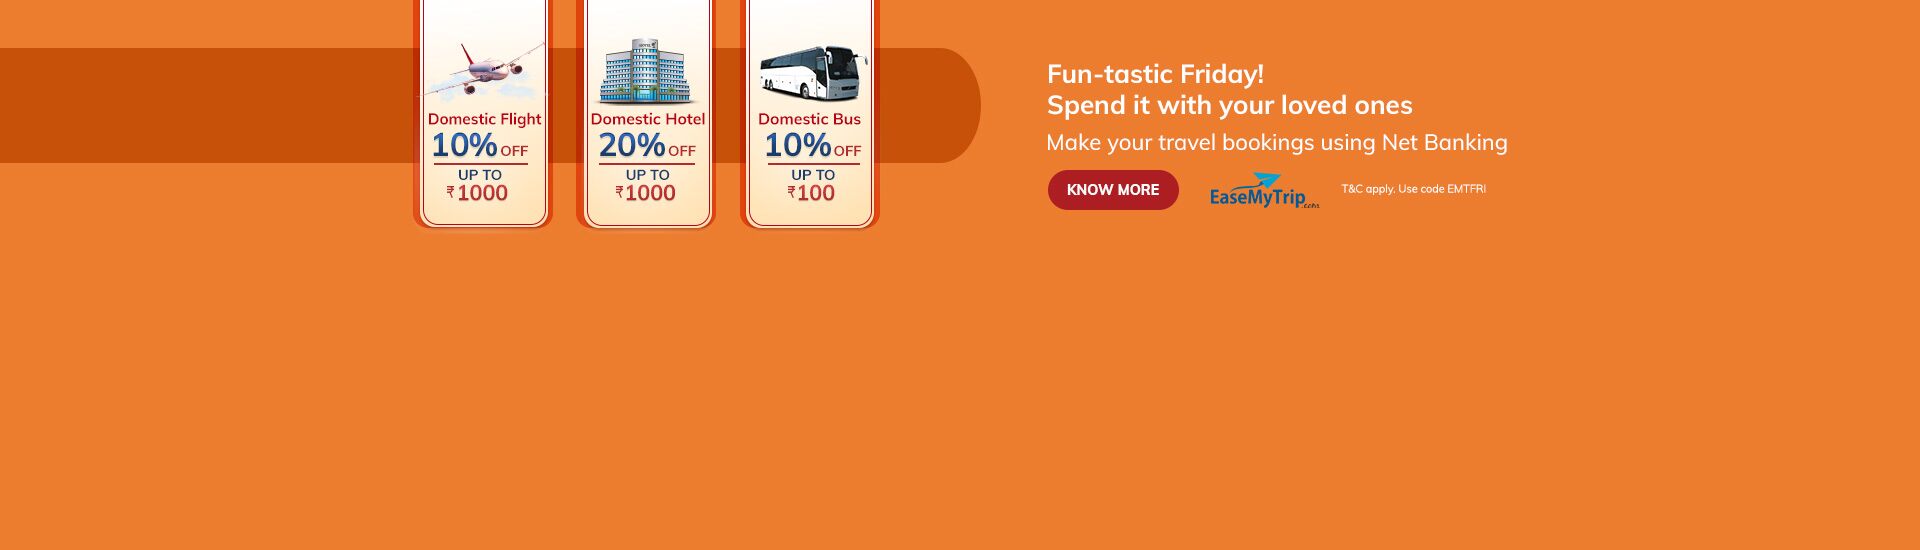 Domestic Flight
10% OFF
UP TO
₹1000
HOTEL
Domestic Hotel
20% OFF
UP TO
₹1000
Domestic Bus
10% OFF
UP TO
₹100
Fun-tastic Friday!
Spend it with your loved ones
Make your travel bookings using Net Banking
KNOW MORE
EaseMyTrip.com
T&C apply. Use code EMTFRI